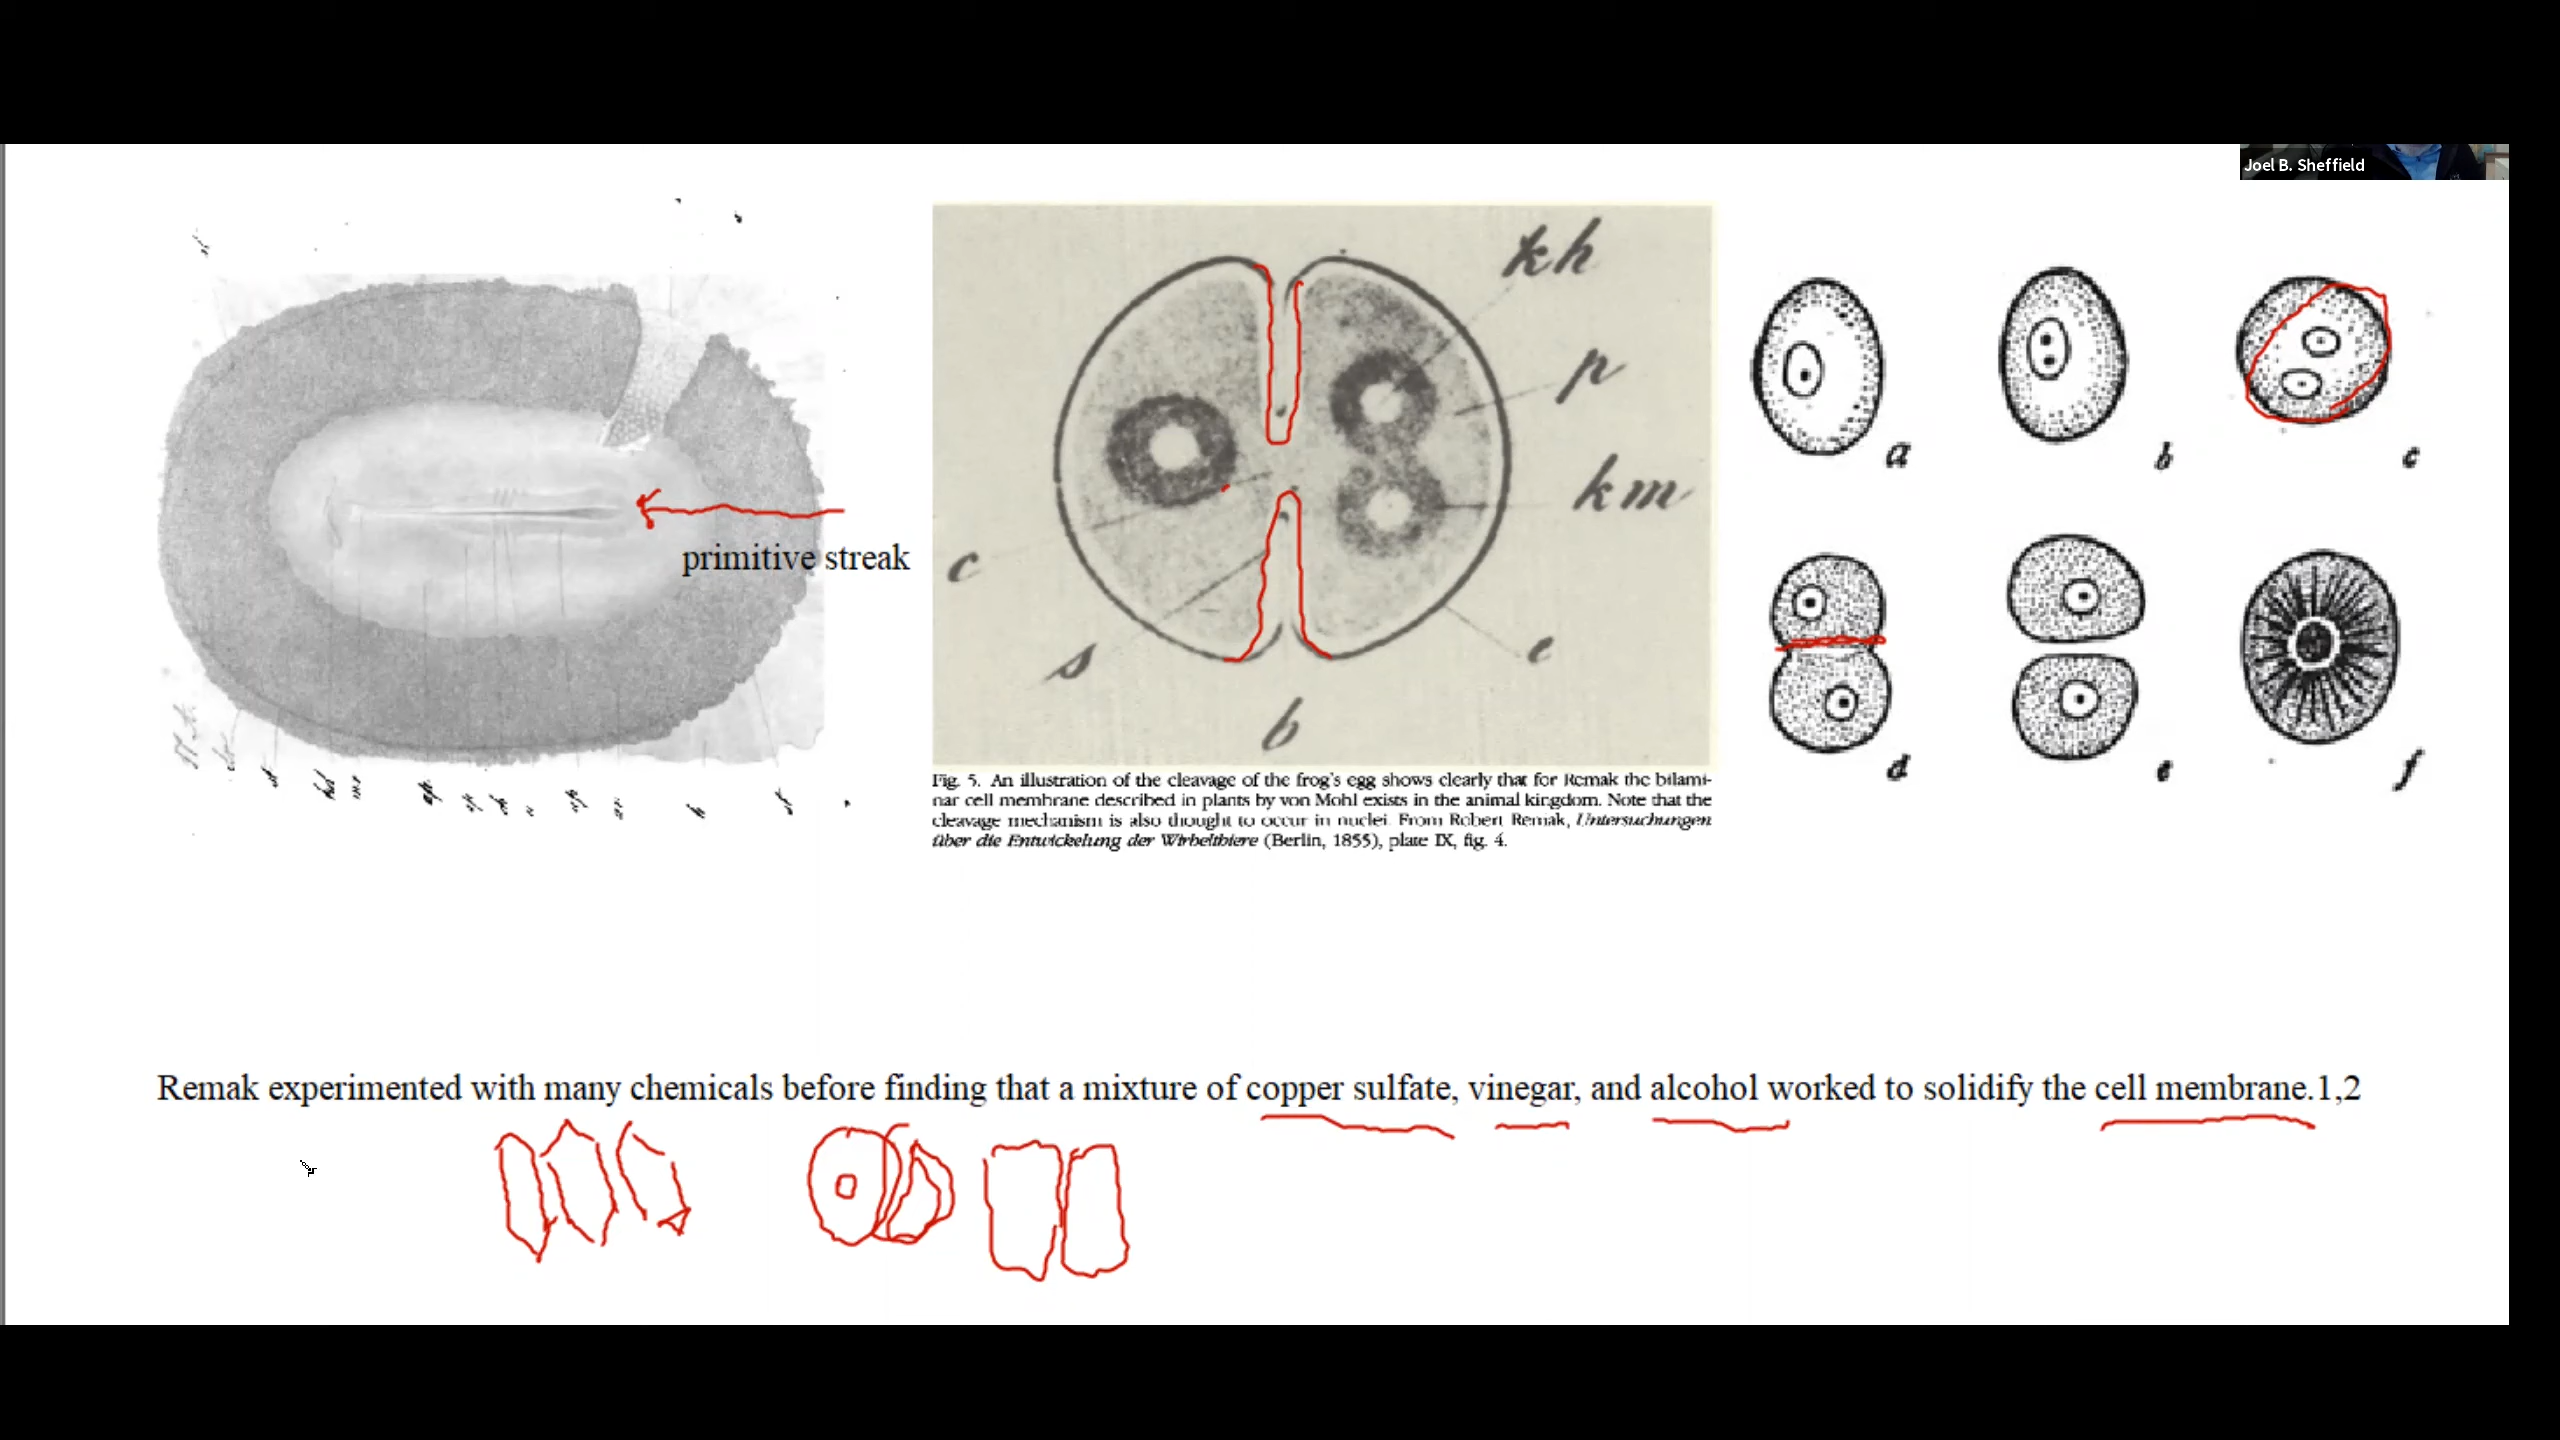 Joel B. Sheffield
primitive streak
kh
p
km
c
s
e
b
Fig. 5. An illustration of the cleavage of the frog's egg shows clearly that for Remak the bilami-
nar cell membrane described in plants by von Mohl exists in the animal kingdom. Note that the
cleavage mechanism is also thought to occur in nuclei. From Robert Remak, Untersuchungen
über die Entwickelung der Wirbelthiere (Berlin, 1855), plate IX, fig. 4.
a
b
c
d
e
f
Remak experimented with many chemicals before finding that a mixture of copper sulfate, vinegar, and alcohol worked to solidify the cell membrane.1,2